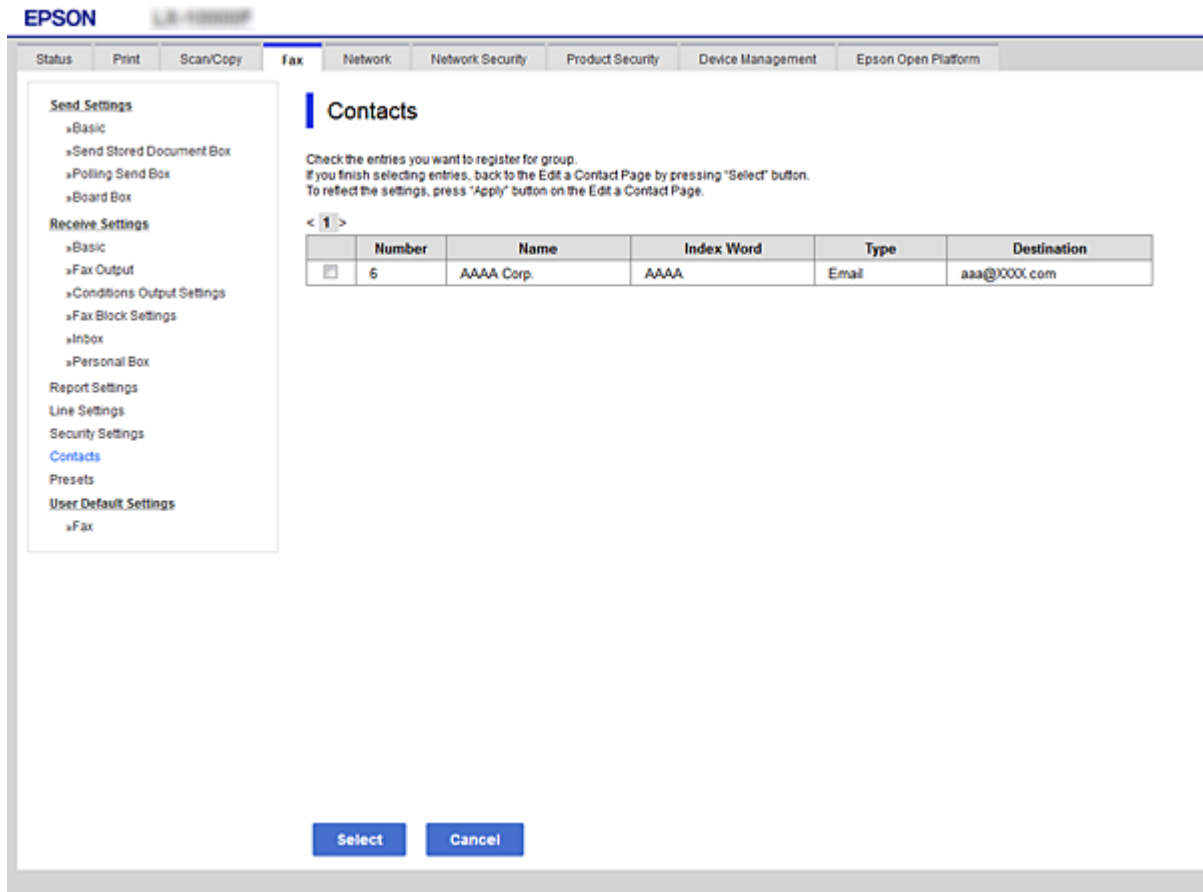 EPSON
Status Print Scan/Copy Fax Network Network Security Product Security Device Management Epson Open Platform
Send Settings
»Basic
»Send Stored Document Box
»Polling Send Box
»Board Box
Receive Settings
»Basic
»Fax Output
»Conditions Output Settings
»Fax Block Settings
»Inbox
»Personal Box
Report Settings
Line Settings
Security Settings
Contacts
Presets
User Default Settings
»Fax
Contacts
Check the entries you want to register for group.
If you finish selecting entries, back to the Edit a Contact Page by pressing "Select" button.
To reflect the settings, press "Apply" button on the Edit a Contact Page.
< 1 >
Number Name Index Word Type Destination
6 AAAA Corp. AAAA Email aaa@XXXX.com
Select Cancel